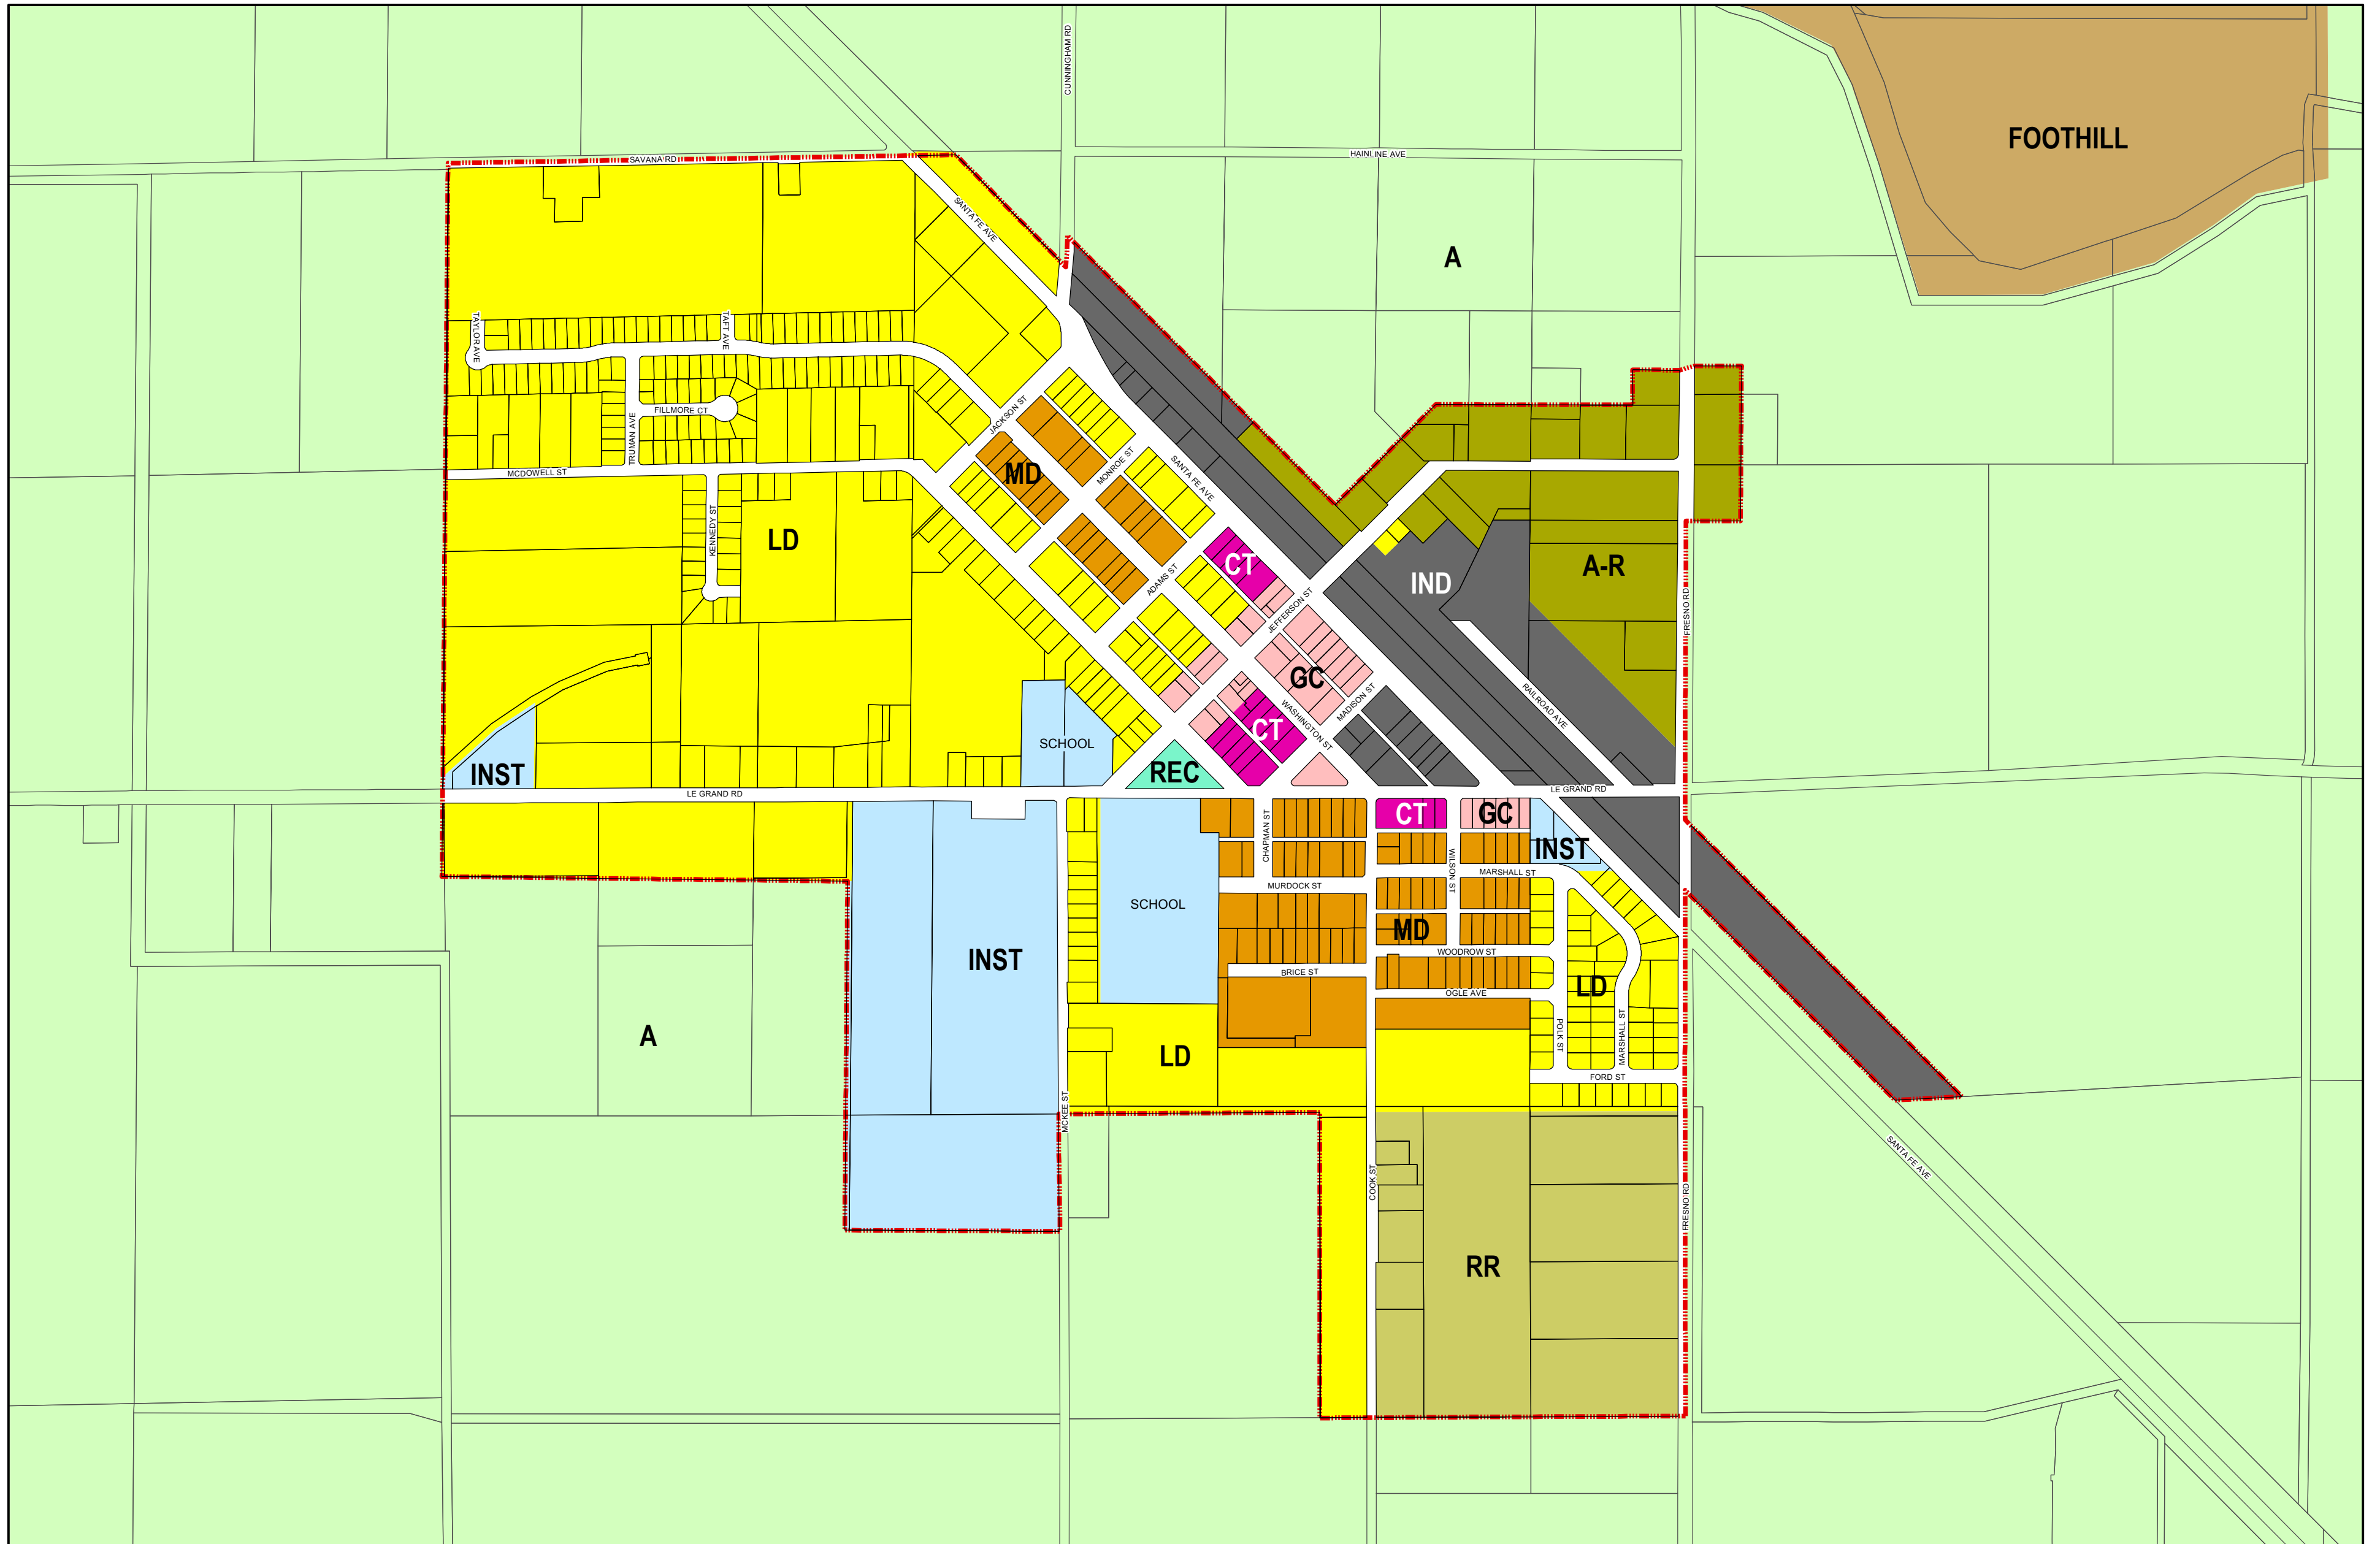 CUNNINGHAM RD
FOOTHILL
SAVANA RD
HAINLINE AVE
SANTA FE AVE
A
TAYLOR AVE
TAFT AVE
FILLMORE CT
TRUMAN AVE
JACKSON ST
MCDOWELL ST
MD
MONROE ST
SANTA FE AVE
KENNEDY ST
LD
ADAMS ST
CT
IND
A-R
JEFFERSON ST
FRESNO RD
GC
WASHINGTON ST
MADISON ST
RAILROAD AVE
CT
SCHOOL
INST
REC
LE GRAND RD
LE GRAND RD
CT
GC
CHAPMAN ST
INST
WILSON ST
MARSHALL ST
MURDOCK ST
SCHOOL
MD
INST
WOODROW ST
BRICE ST
LD
OGLE AVE
A
LD
POLK ST
MARSHALL ST
FORD ST
MCKEE ST
SANTA FE AVE
COOK ST
FRESNO RD
RR